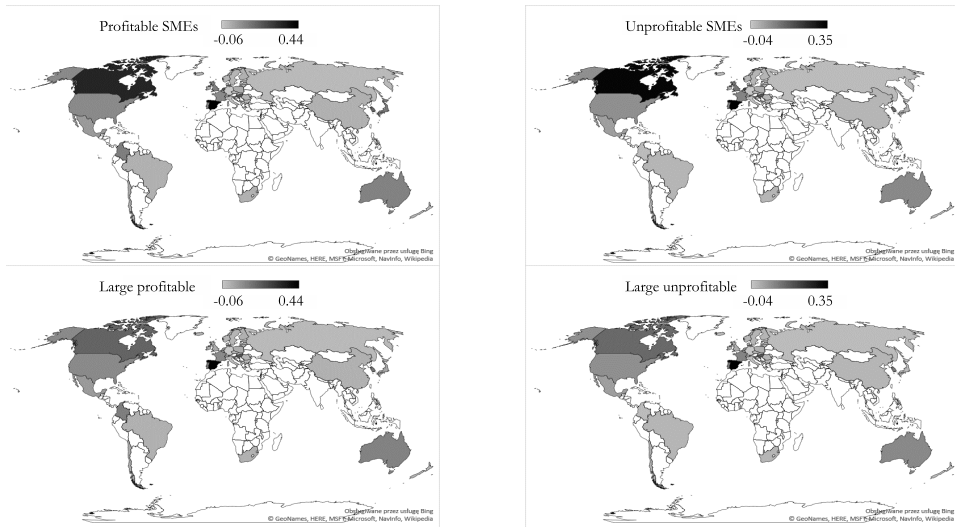 Profitable SMEs
-0.06 0.44
Obsługiwane przez usługę Bing
© GeoNames, HERE, MSFT, Microsoft, NavInfo, Wikipedia
Unprofitable SMEs
-0.04 0.35
Obsługiwane przez usługę Bing
© GeoNames, HERE, MSFT, Microsoft, NavInfo, Wikipedia
Large profitable
-0.06 0.44
Obsługiwane przez usługę Bing
© GeoNames, HERE, MSFT, Microsoft, NavInfo, Wikipedia
Large unprofitable
-0.04 0.35
Obsługiwane przez usługę Bing
© GeoNames, HERE, MSFT, Microsoft, NavInfo, Wikipedia